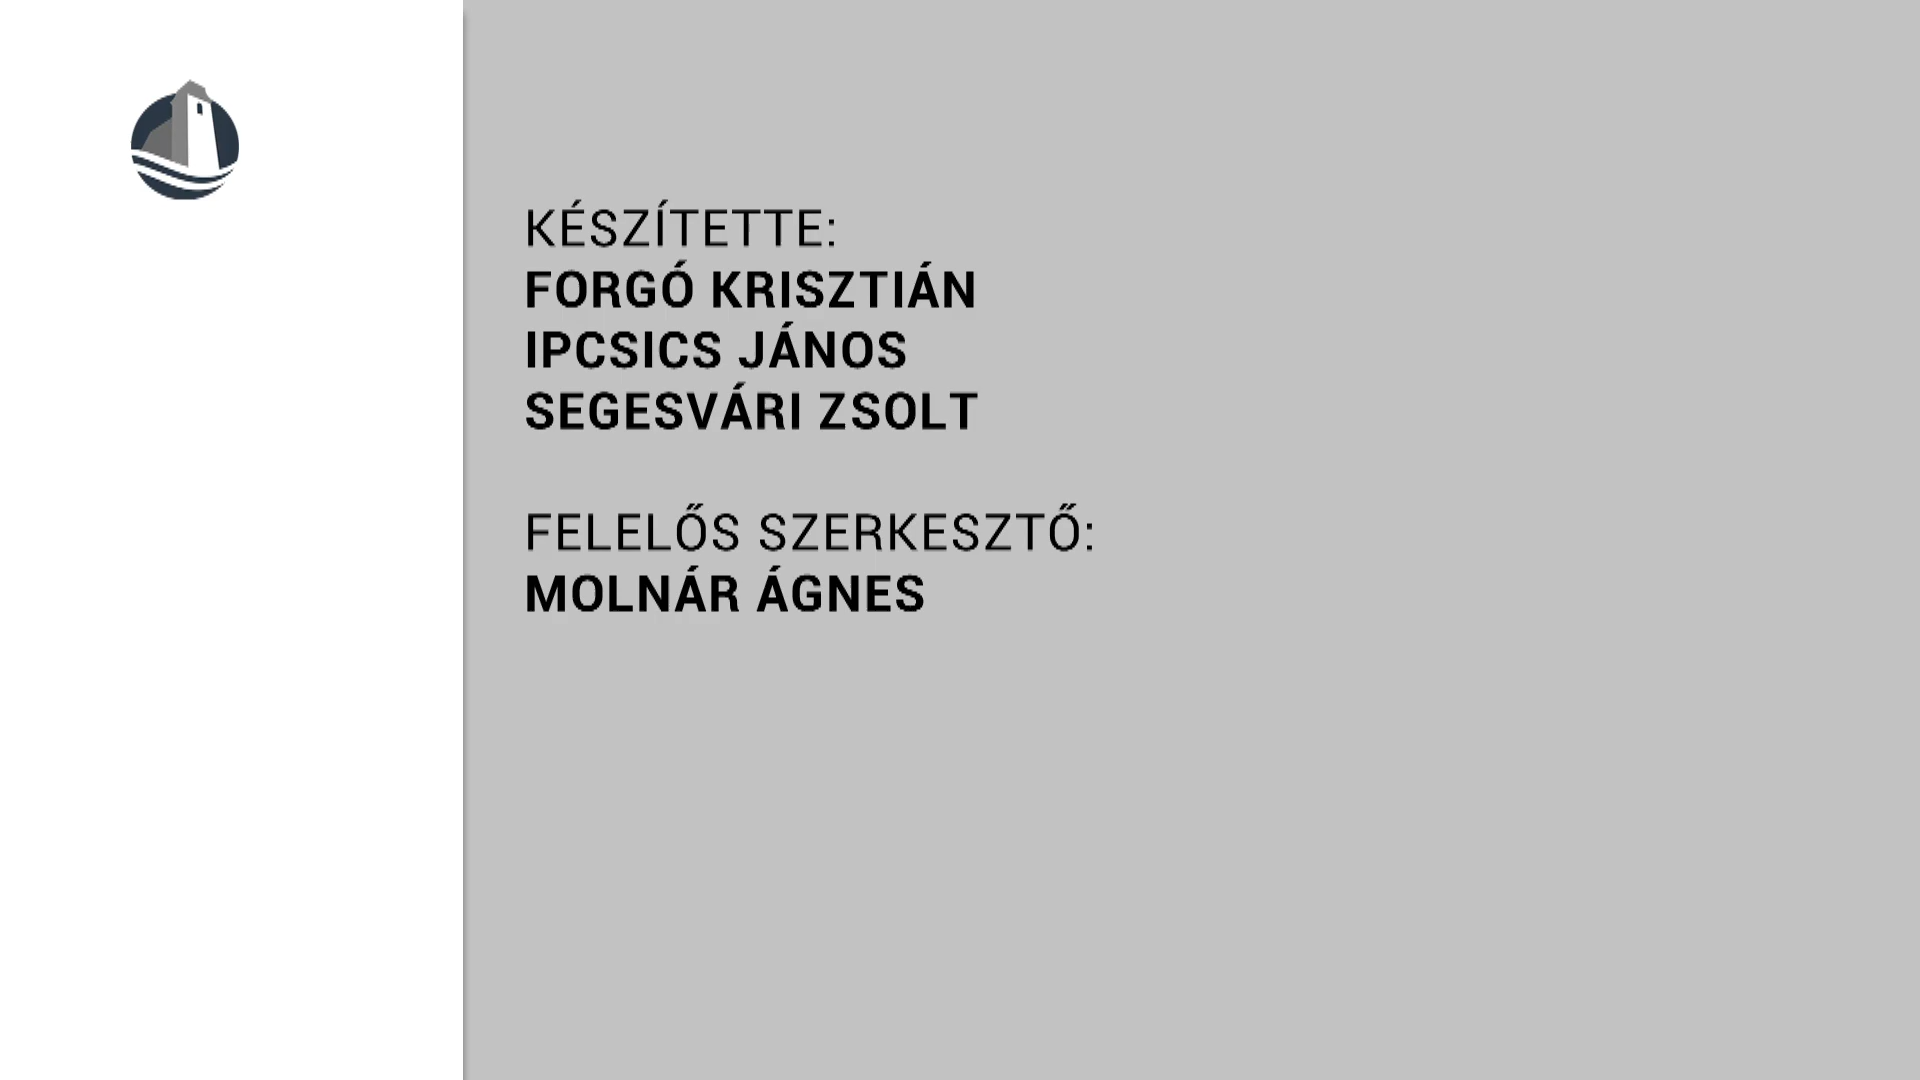 KÉSZÍTETTE:
FORGÓ KRISZTIÁN
IPCSICS JÁNOS
SEGESVÁRI ZSOLT
FELELŐS SZERKESZTŐ:
MOLNÁR ÁGNES